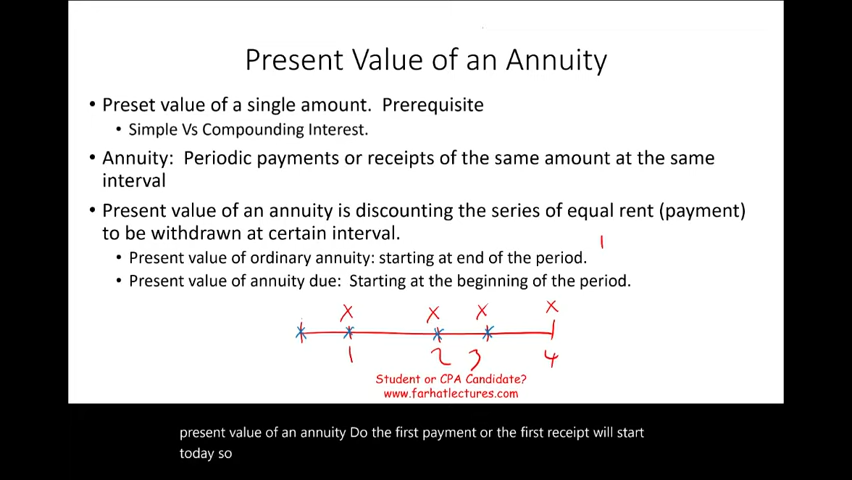 Present Value of an Annuity
• Preset value of a single amount. Prerequisite
• Simple Vs Compounding Interest.
• Annuity: Periodic payments or receipts of the same amount at the same
interval
• Present value of an annuity is discounting the series of equal rent (payment)
to be withdrawn at certain interval.
• Present value of ordinary annuity: starting at end of the period.
• Present value of annuity due: Starting at the beginning of the period.
x x x x
1 2 3 4
Student or CPA Candidate?
www.farhatlectures.com
present value of an annuity Do the first payment or the first receipt will start
today so